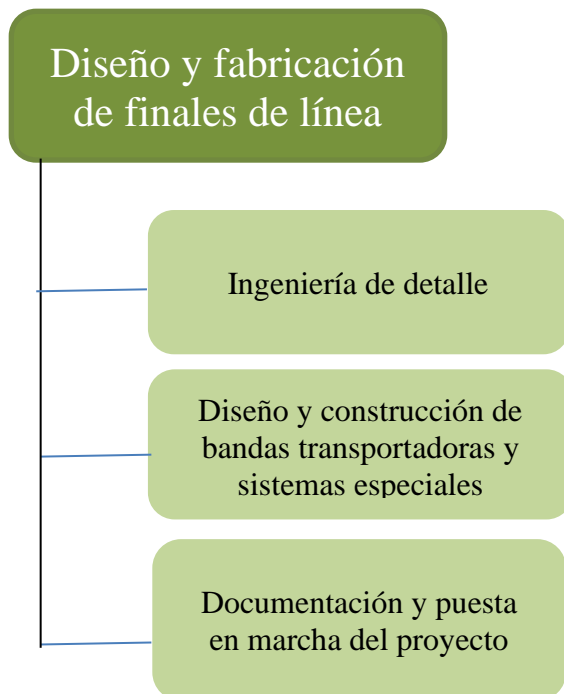 Diseño y fabricación
de finales de línea
Ingeniería de detalle
Diseño y construcción de
bandas transportadoras y
sistemas especiales
Documentación y puesta
en marcha del proyecto